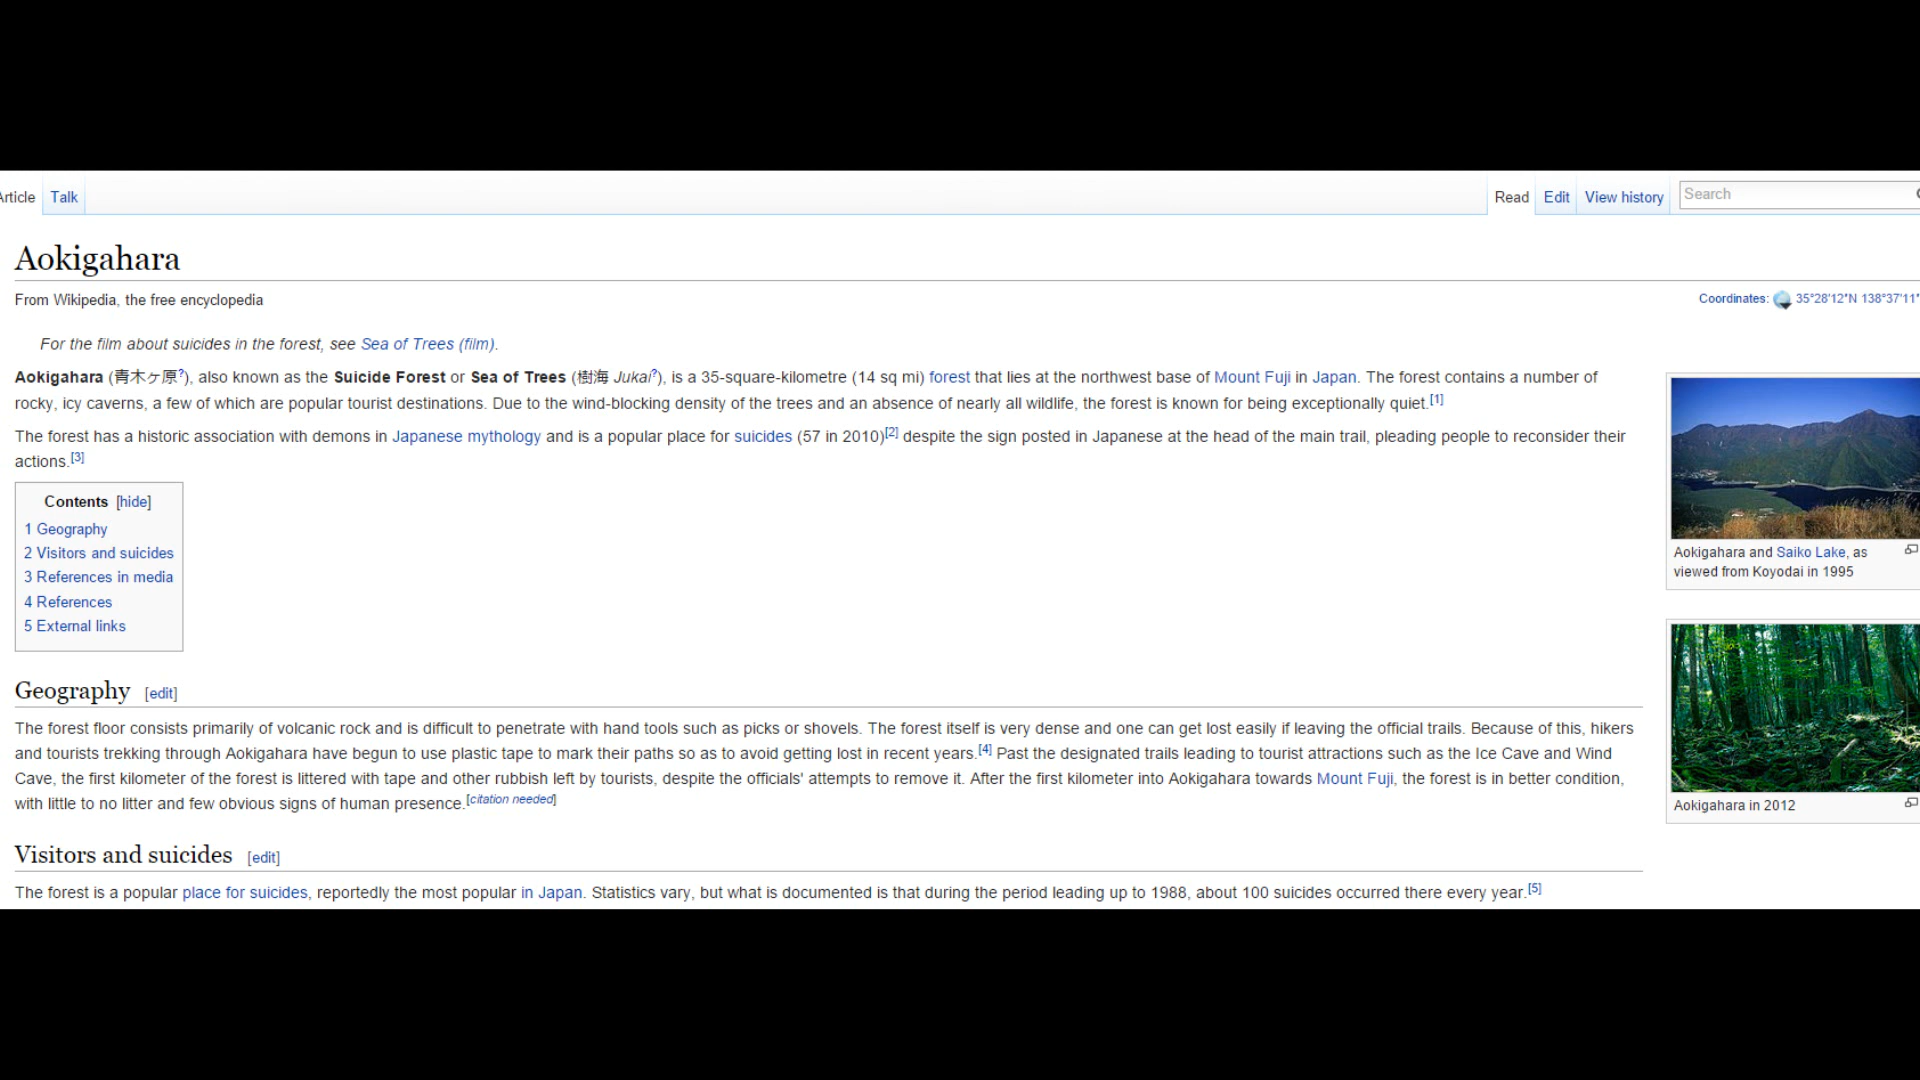 Article Talk Read Edit View history Search
Aokigahara
From Wikipedia, the free encyclopedia
Coordinates: 35°28′12″N 138°37′11″
For the film about suicides in the forest, see Sea of Trees (film).
Aokigahara (青木ヶ原?), also known as the Suicide Forest or Sea of Trees (樹海 Jukai?), is a 35-square-kilometre (14 sq mi) forest that lies at the northwest base of Mount Fuji in Japan. The forest contains a number of
rocky, icy caverns, a few of which are popular tourist destinations. Due to the wind-blocking density of the trees and an absence of nearly all wildlife, the forest is known for being exceptionally quiet.[1]
The forest has a historic association with demons in Japanese mythology and is a popular place for suicides (57 in 2010)[2] despite the sign posted in Japanese at the head of the main trail, pleading people to reconsider their
actions.[3]
Contents [hide]
1 Geography
2 Visitors and suicides
3 References in media
4 References
5 External links
Aokigahara and Saiko Lake, as
viewed from Koyodai in 1995
Aokigahara in 2012
Geography [edit]
The forest floor consists primarily of volcanic rock and is difficult to penetrate with hand tools such as picks or shovels. The forest itself is very dense and one can get lost easily if leaving the official trails. Because of this, hikers
and tourists trekking through Aokigahara have begun to use plastic tape to mark their paths so as to avoid getting lost in recent years.[4] Past the designated trails leading to tourist attractions such as the Ice Cave and Wind
Cave, the first kilometer of the forest is littered with tape and other rubbish left by tourists, despite the officials' attempts to remove it. After the first kilometer into Aokigahara towards Mount Fuji, the forest is in better condition,
with little to no litter and few obvious signs of human presence.[citation needed]
Visitors and suicides [edit]
The forest is a popular place for suicides, reportedly the most popular in Japan. Statistics vary, but what is documented is that during the period leading up to 1988, about 100 suicides occurred there every year.[5]